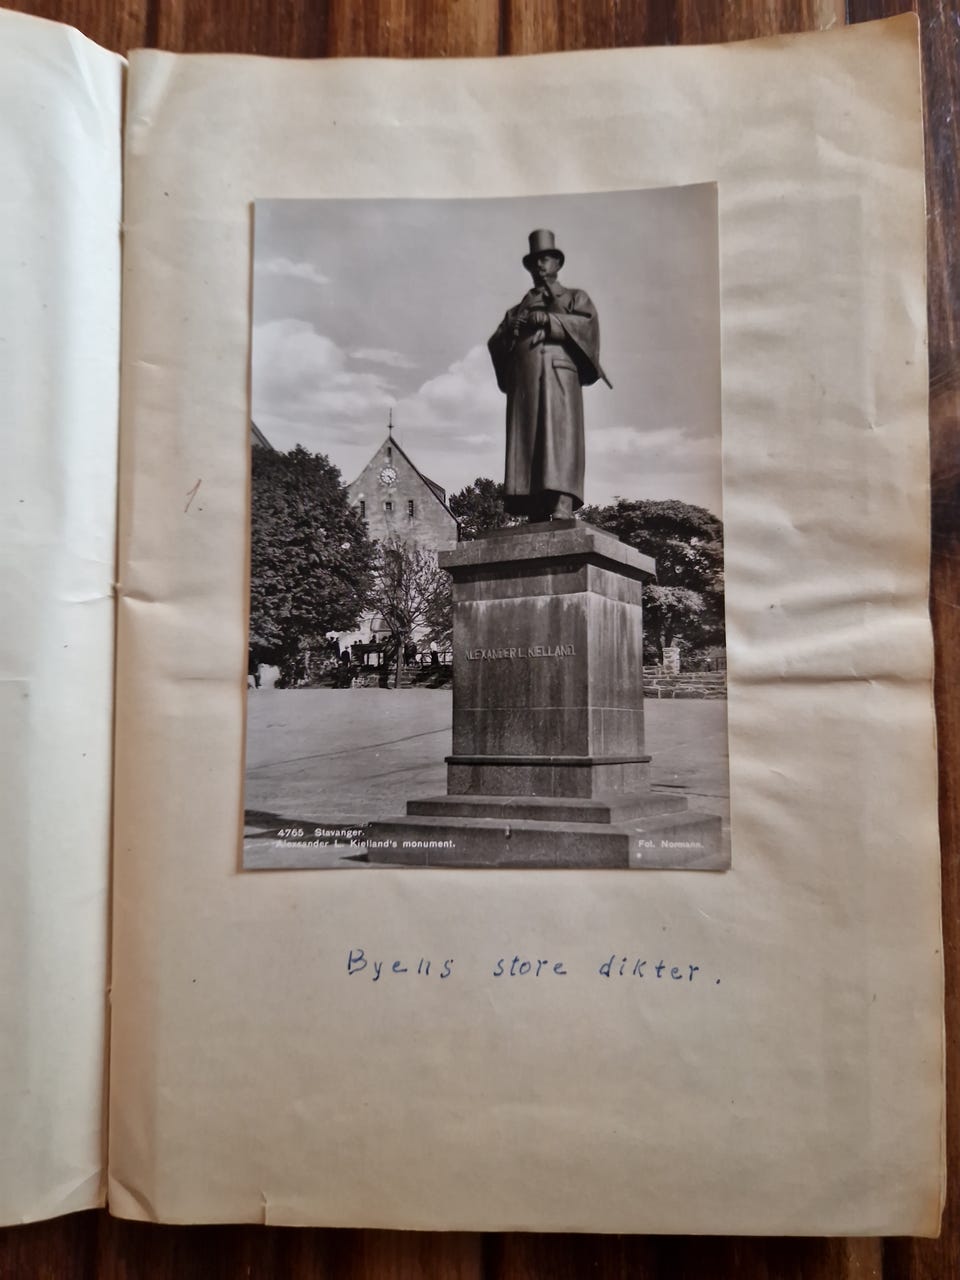 1.
ALEXANDER L. KIELLAND
4765 Stavanger.
Alexsander L. Kielland's monument.
Fot. Normann.
Byens store dikter.